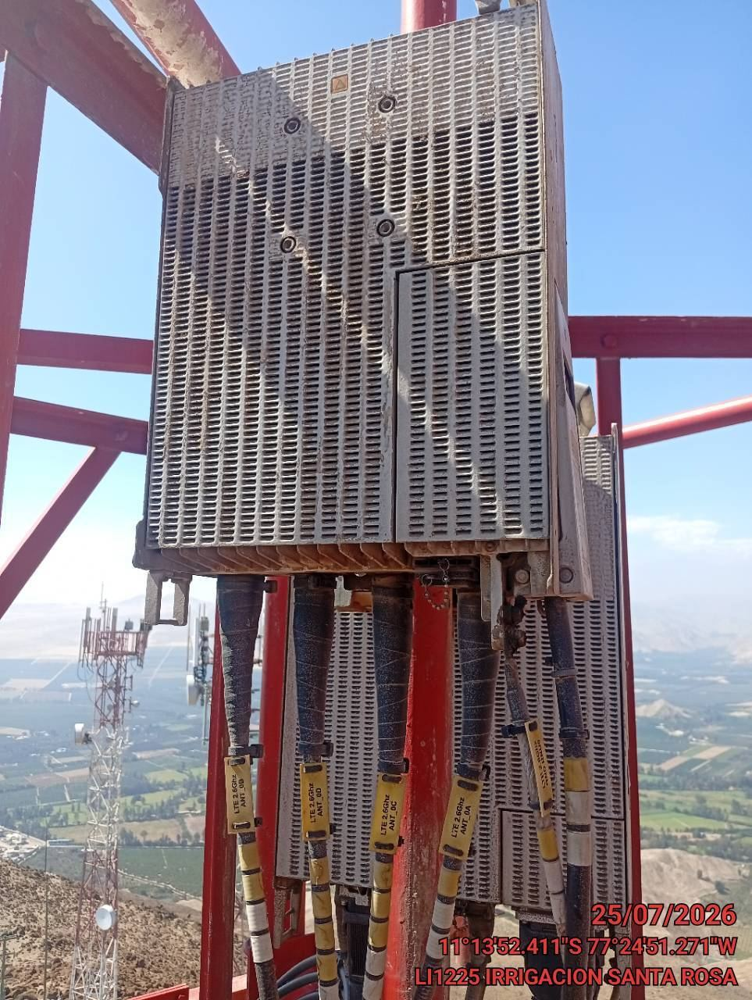 LTE 2.6Ghz
ANT_0B
LTE 2.6Ghz
ANT_0D
LTE 2.6Ghz
ANT_0C
LTE 2.6Ghz
ANT_0A
25/07/2026
11°13'52.411"S 77°24'51.271"W
LI1225 IRRIGACION SANTA ROSA